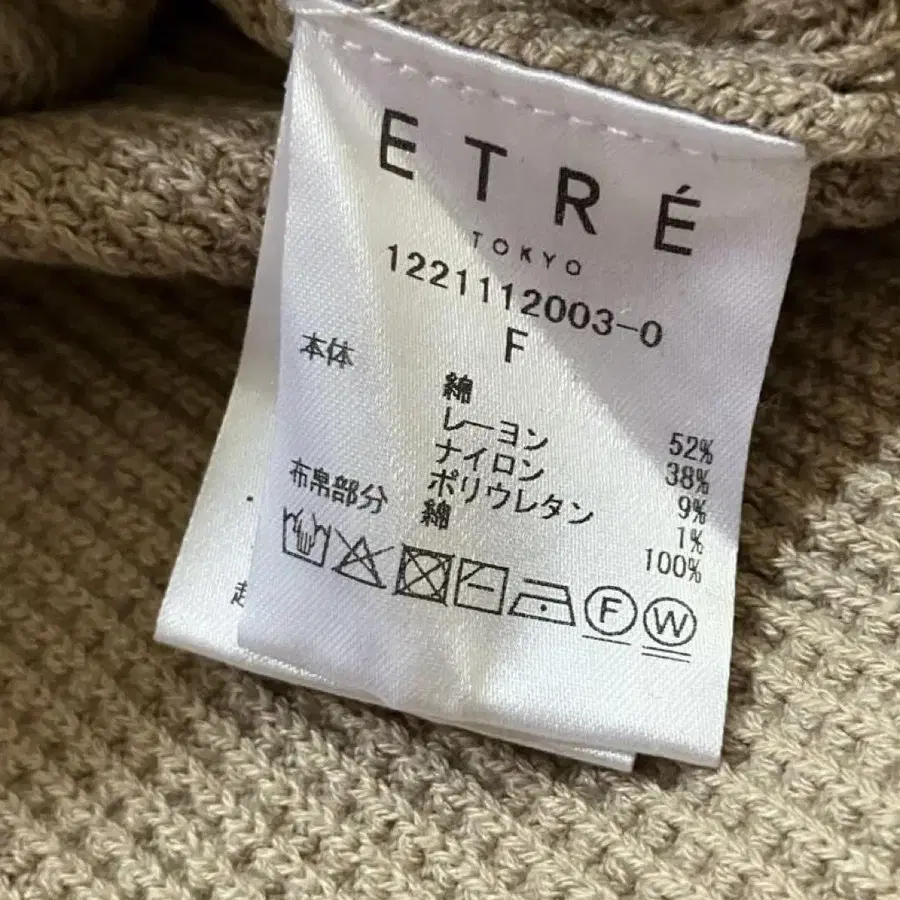 ETRÉ
TOKYO
1221112003-0
F
本体
綿 52%
レーヨン 38%
ナイロン 9%
ポリウレタン 1%
布帛部分 綿 100%
F W